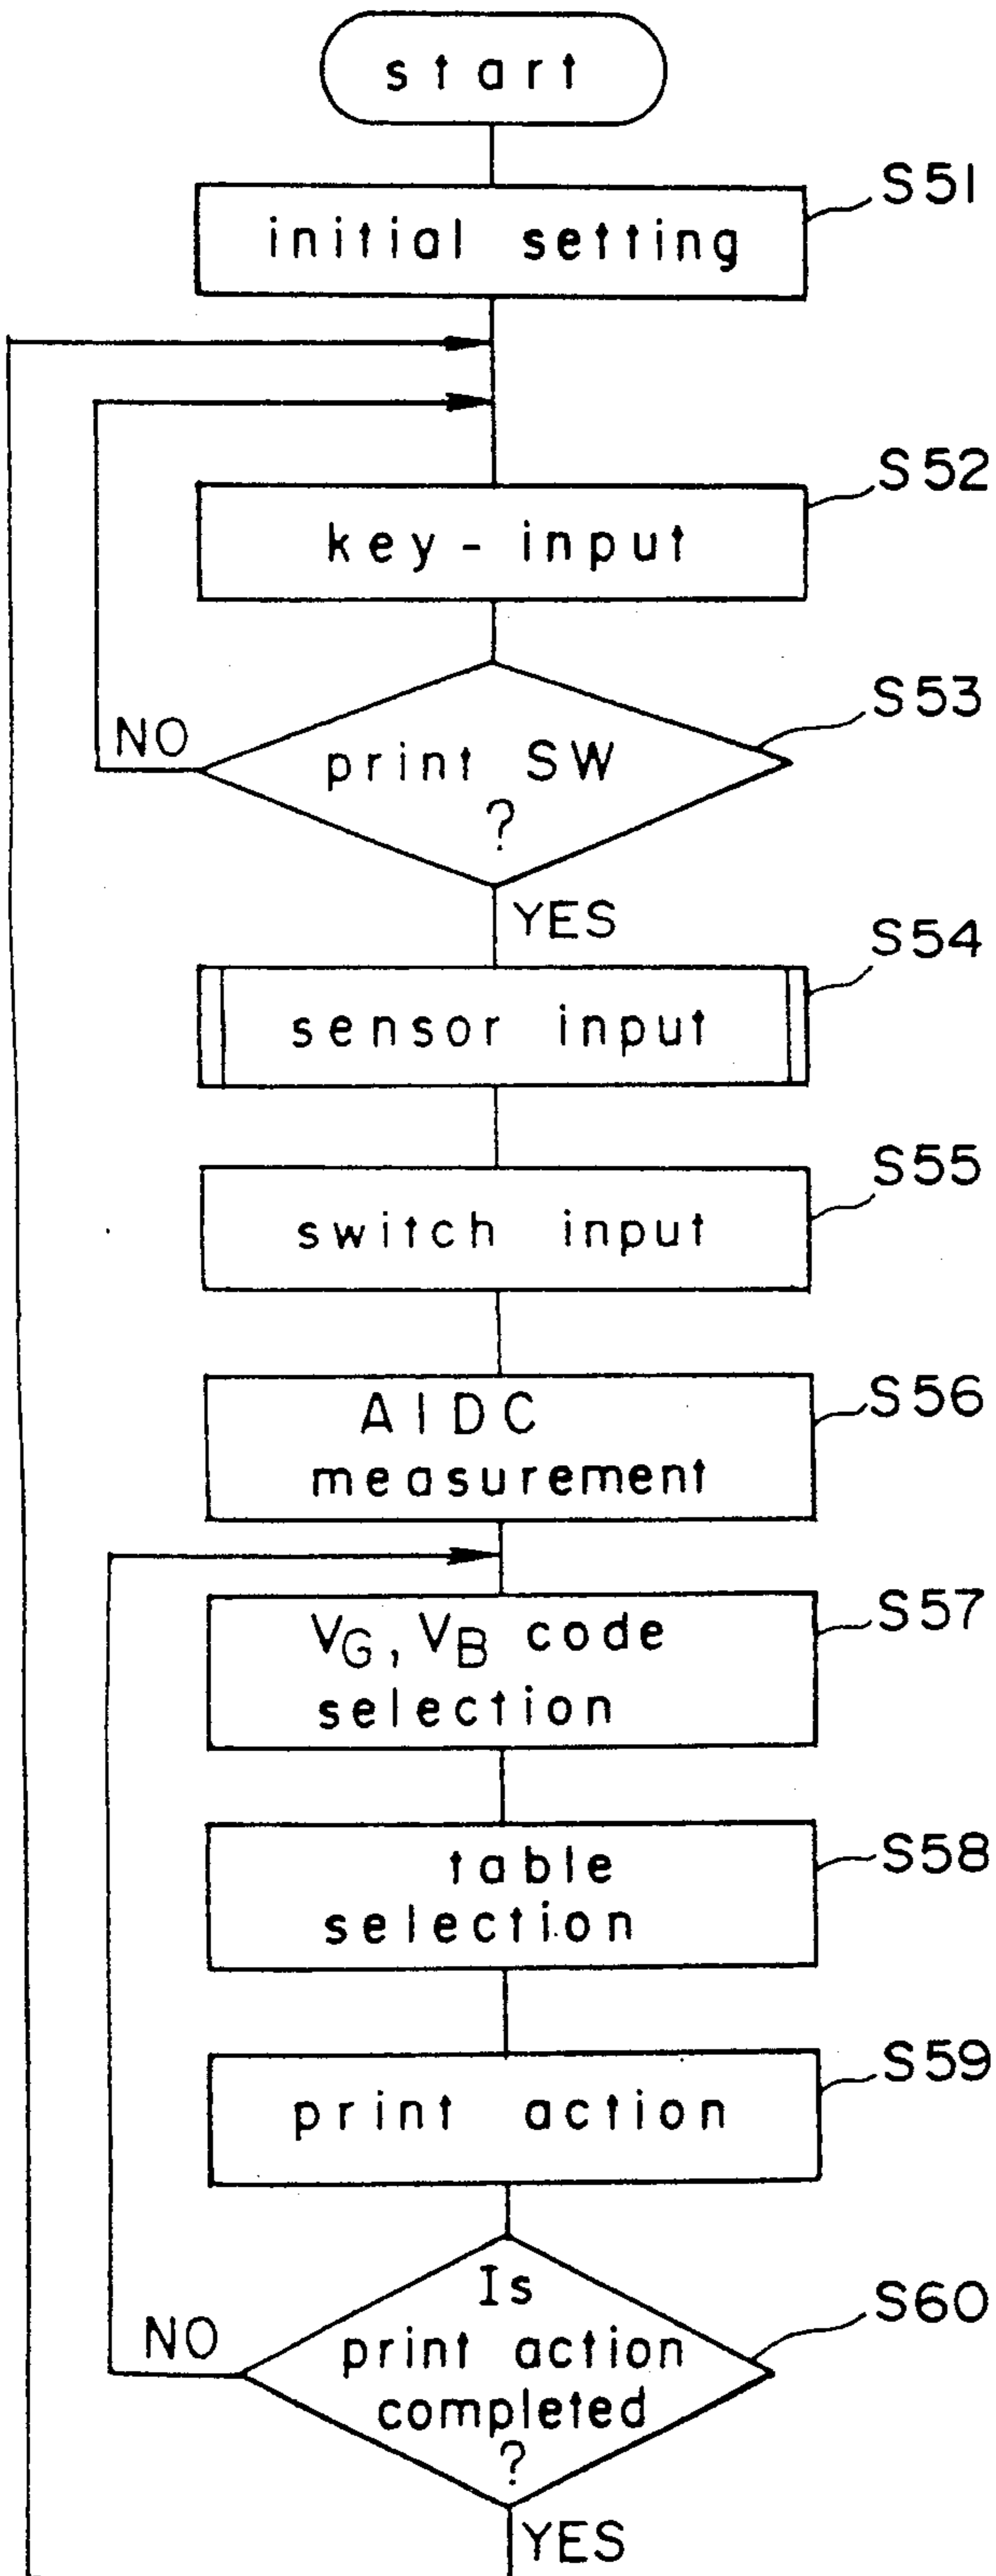 start
S51
initial setting
S52
key-input
S53
NO
print SW
?
YES
S54
sensor input
S55
switch input
S56
AIDC
measurement
S57
VG, VB code
selection
S58
table
selection
S59
print action
S60
Is
NO
print action
completed
?
YES